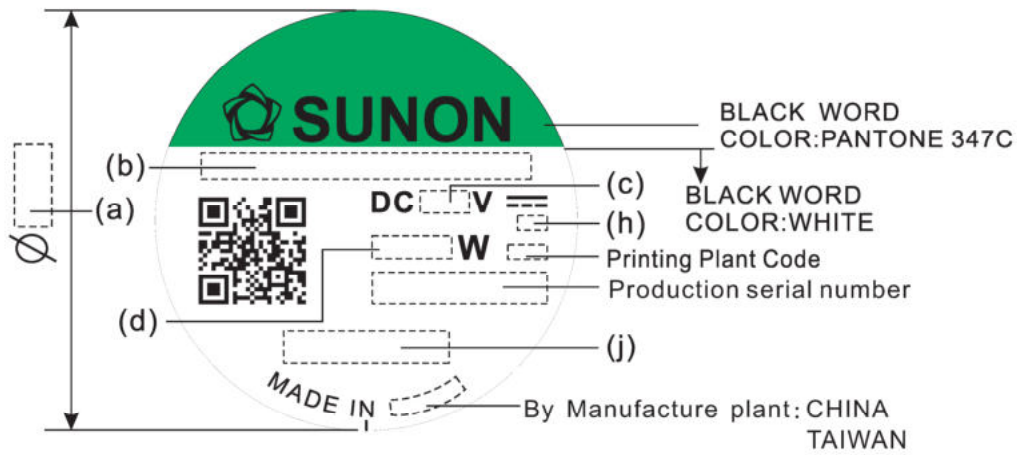 SUNON
BLACK WORD
COLOR:PANTONE 347C
(b)
(a)
Ø
DC V
(c)
BLACK WORD
COLOR:WHITE
(h)
W
Printing Plant Code
Production serial number
(d)
(j)
MADE IN
By Manufacture plant: CHINA
TAIWAN